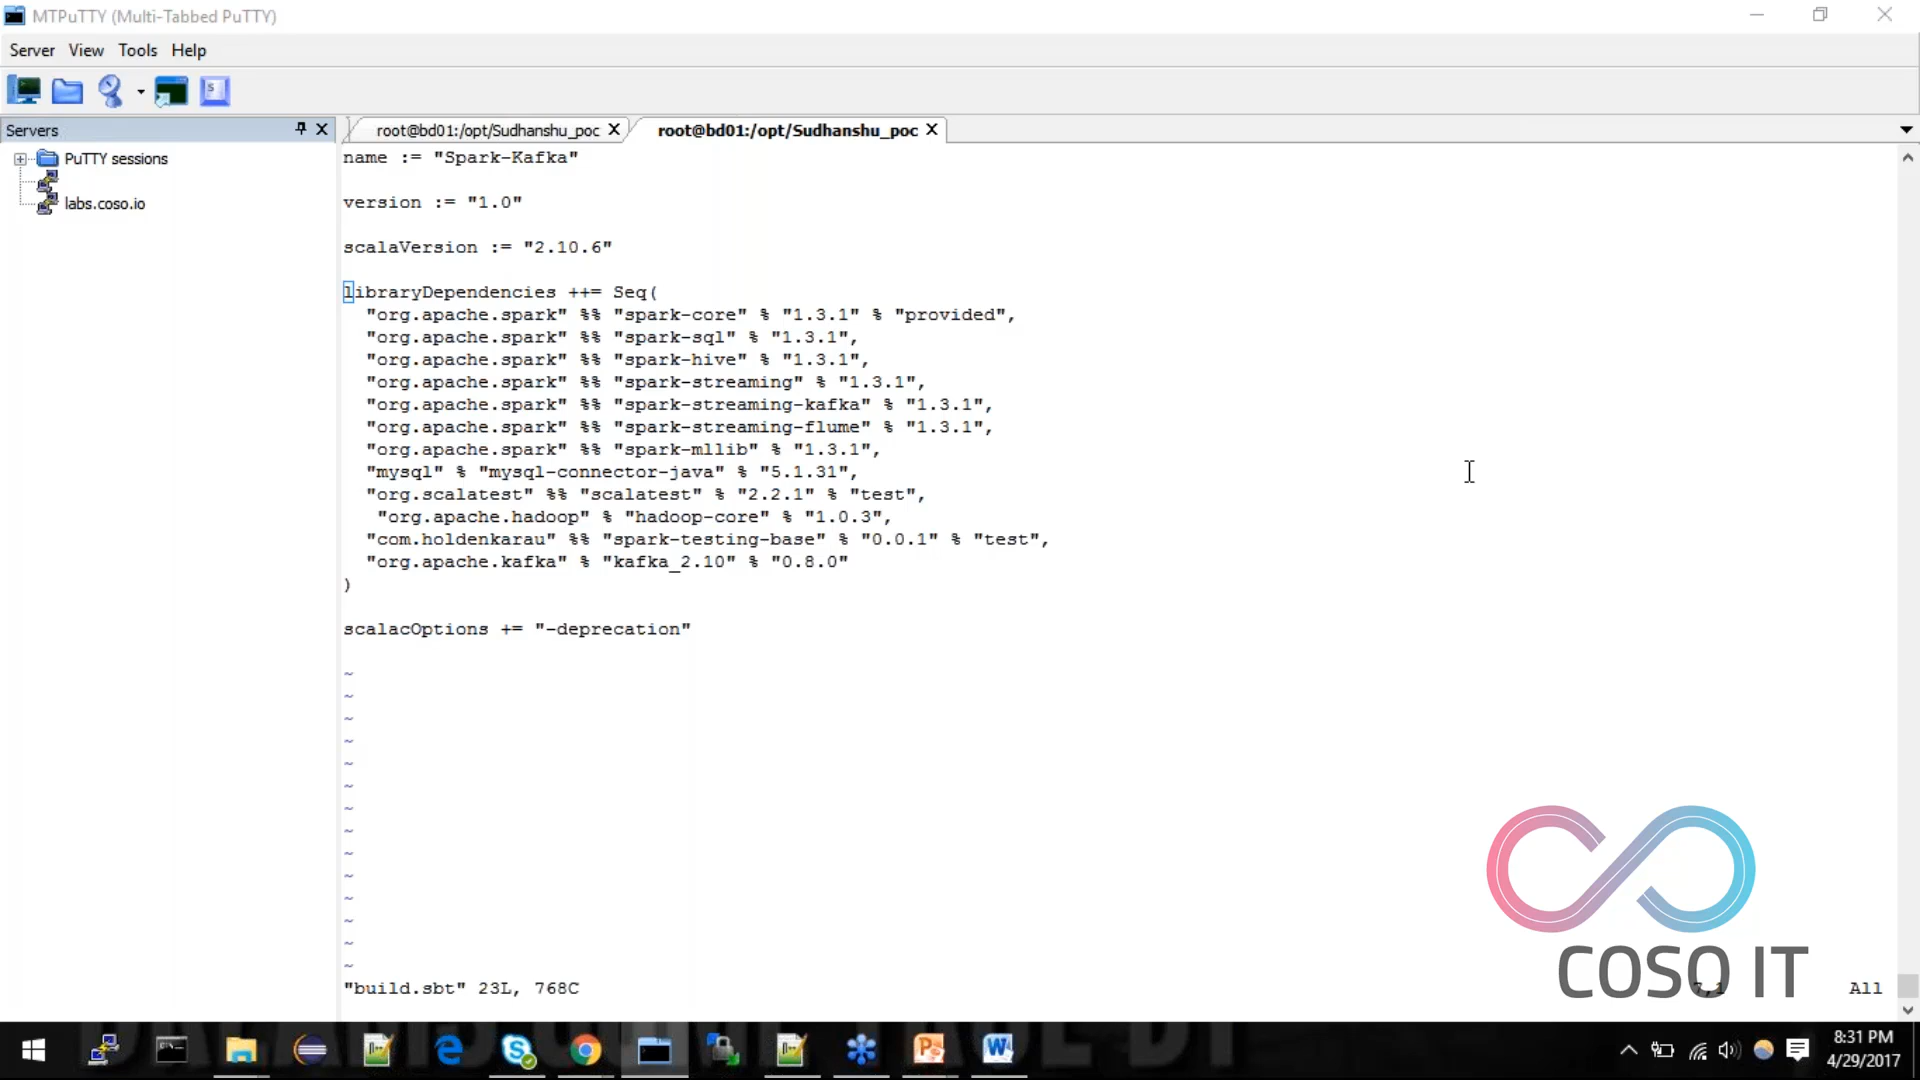 MTPuTTY (Multi-Tabbed PuTTY)
Server View Tools Help
Servers
root@bd01:/opt/Sudhanshu_poc
root@bd01:/opt/Sudhanshu_poc
PuTTY sessions
labs.coso.io
name := "Spark-Kafka"
version := "1.0"
scalaVersion := "2.10.6"
libraryDependencies ++= Seq(
"org.apache.spark" %% "spark-core" % "1.3.1" % "provided",
"org.apache.spark" %% "spark-sql" % "1.3.1",
"org.apache.spark" %% "spark-hive" % "1.3.1",
"org.apache.spark" %% "spark-streaming" % "1.3.1",
"org.apache.spark" %% "spark-streaming-kafka" % "1.3.1",
"org.apache.spark" %% "spark-streaming-flume" % "1.3.1",
"org.apache.spark" %% "spark-mllib" % "1.3.1",
"mysql" % "mysql-connector-java" % "5.1.31",
"org.scalatest" %% "scalatest" % "2.2.1" % "test",
"org.apache.hadoop" % "hadoop-core" % "1.0.3",
"com.holdenkarau" %% "spark-testing-base" % "0.0.1" % "test",
"org.apache.kafka" % "kafka_2.10" % "0.8.0"
)
scalacOptions += "-deprecation"
~
~
~
~
~
~
~
~
~
~
~
~
~
~
"build.sbt" 23L, 768C
7,1
All
COSO IT
8:31 PM
4/29/2017